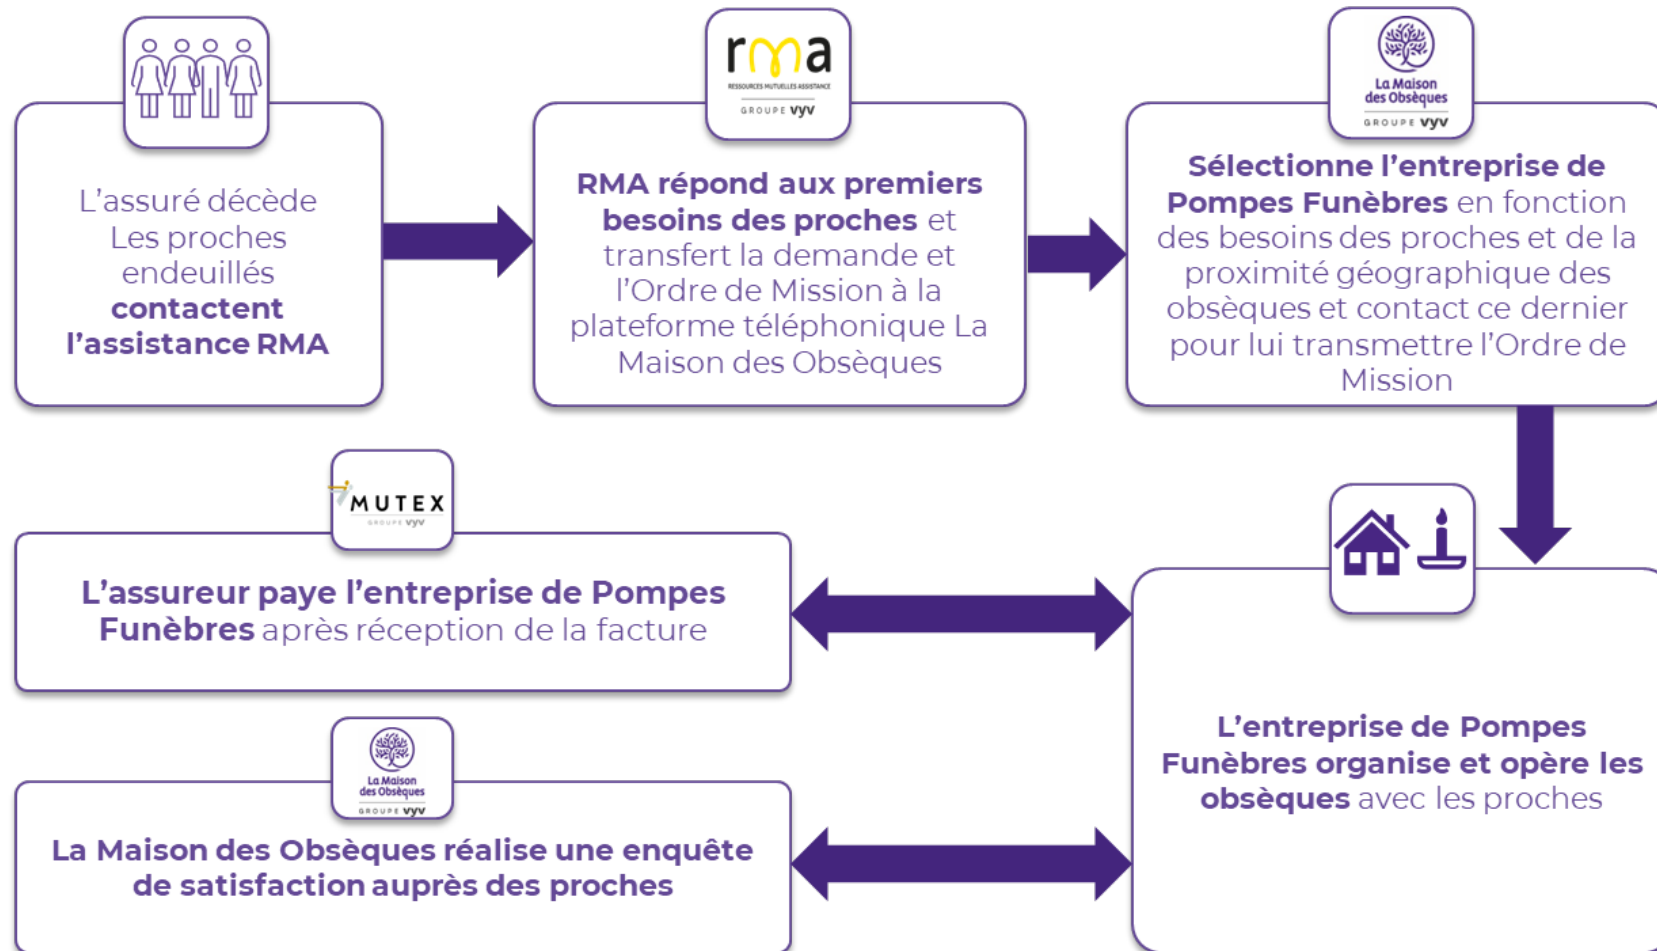 rma
RESSOURCES MUTUELLES ASSISTANCE
GROUPE vyv
La Maison
des Obsèques
GROUPE vyv
L’assuré décède
Les proches
endeuillés
contactent
l’assistance RMA
RMA répond aux premiers
besoins des proches et
transfert la demande et
l’Ordre de Mission à la
plateforme téléphonique La
Maison des Obsèques
Sélectionne l’entreprise de
Pompes Funèbres en fonction
des besoins des proches et de la
proximité géographique des
obsèques et contact ce dernier
pour lui transmettre l’Ordre de
Mission
MUTEX
GROUPE vyv
L’assureur paye l’entreprise de Pompes
Funèbres après réception de la facture
L’entreprise de Pompes
Funèbres organise et opère les
obsèques avec les proches
La Maison
des Obsèques
GROUPE vyv
La Maison des Obsèques réalise une enquête
de satisfaction auprès des proches